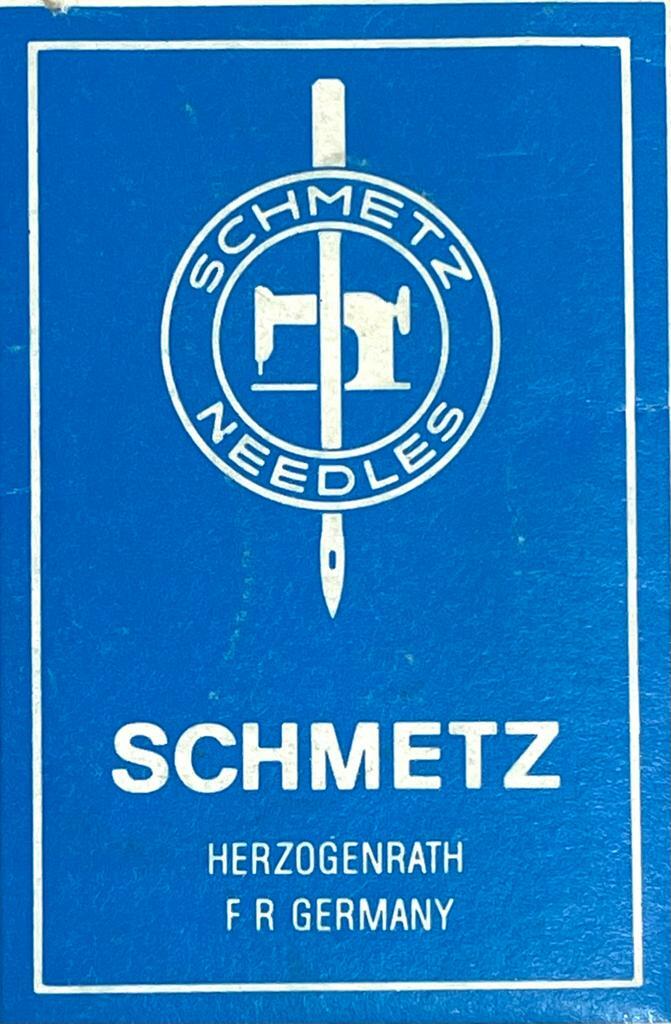 SCHMETZ
NEEDLES
SCHMETZ
HERZOGENRATH
F R GERMANY